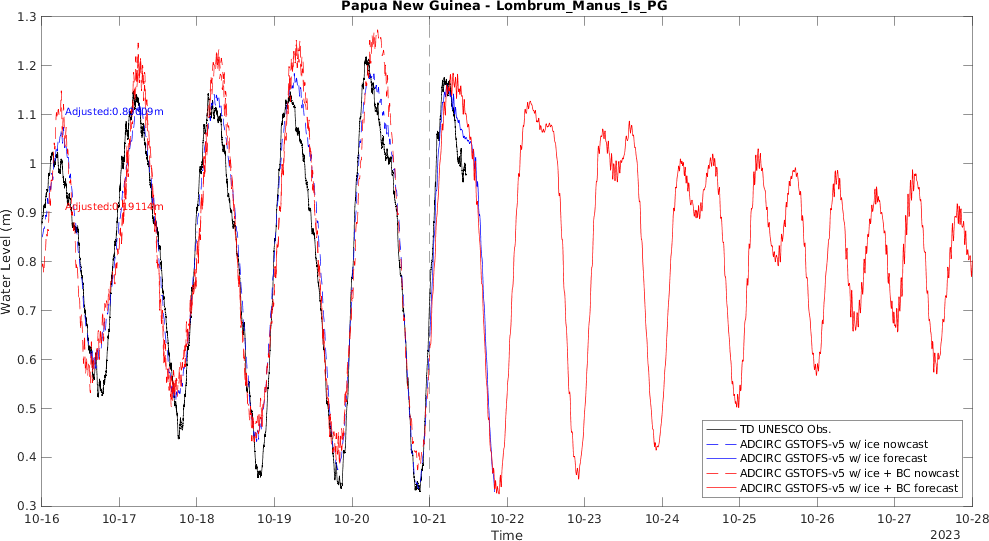 Papua New Guinea - Lombrum_Manus_Is_PG
1.3
1.2
1.1
1
0.9
0.8
0.7
0.6
0.5
0.4
0.3
Water Level (m)
Adjusted:0.19114m
TD UNESCO Obs.
ADCIRC GSTOFS-v5 w/ ice nowcast
ADCIRC GSTOFS-v5 w/ ice forecast
ADCIRC GSTOFS-v5 w/ ice + BC nowcast
ADCIRC GSTOFS-v5 w/ ice + BC forecast
10-16 10-17 10-18 10-19 10-20 10-21 10-22 10-23 10-24 10-25 10-26 10-27 10-28
Time
2023